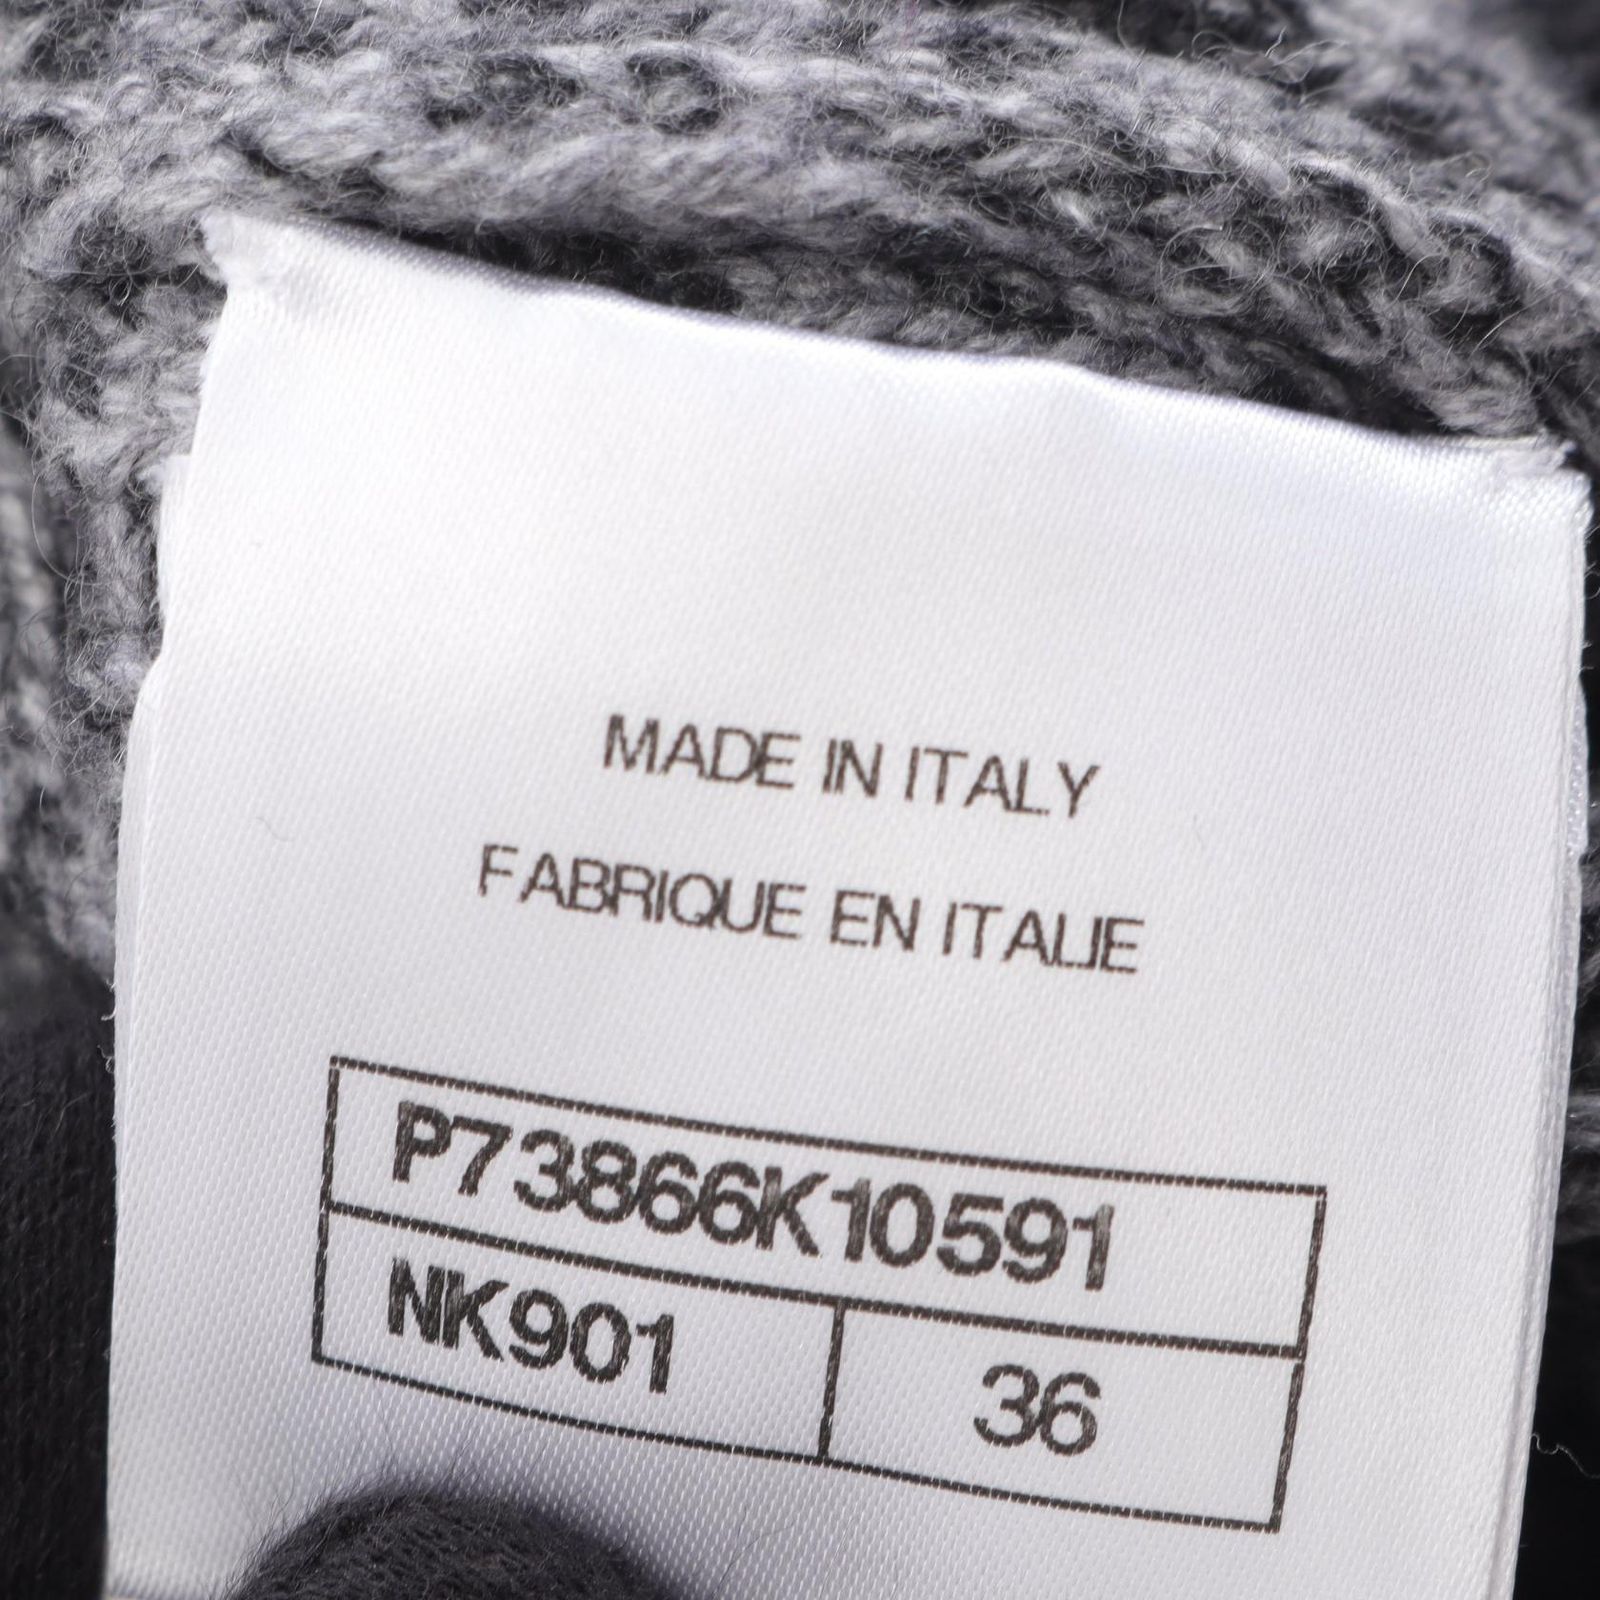 MADE IN ITALY
FABRIQUE EN ITALIE
P73866K10591
NK901 36